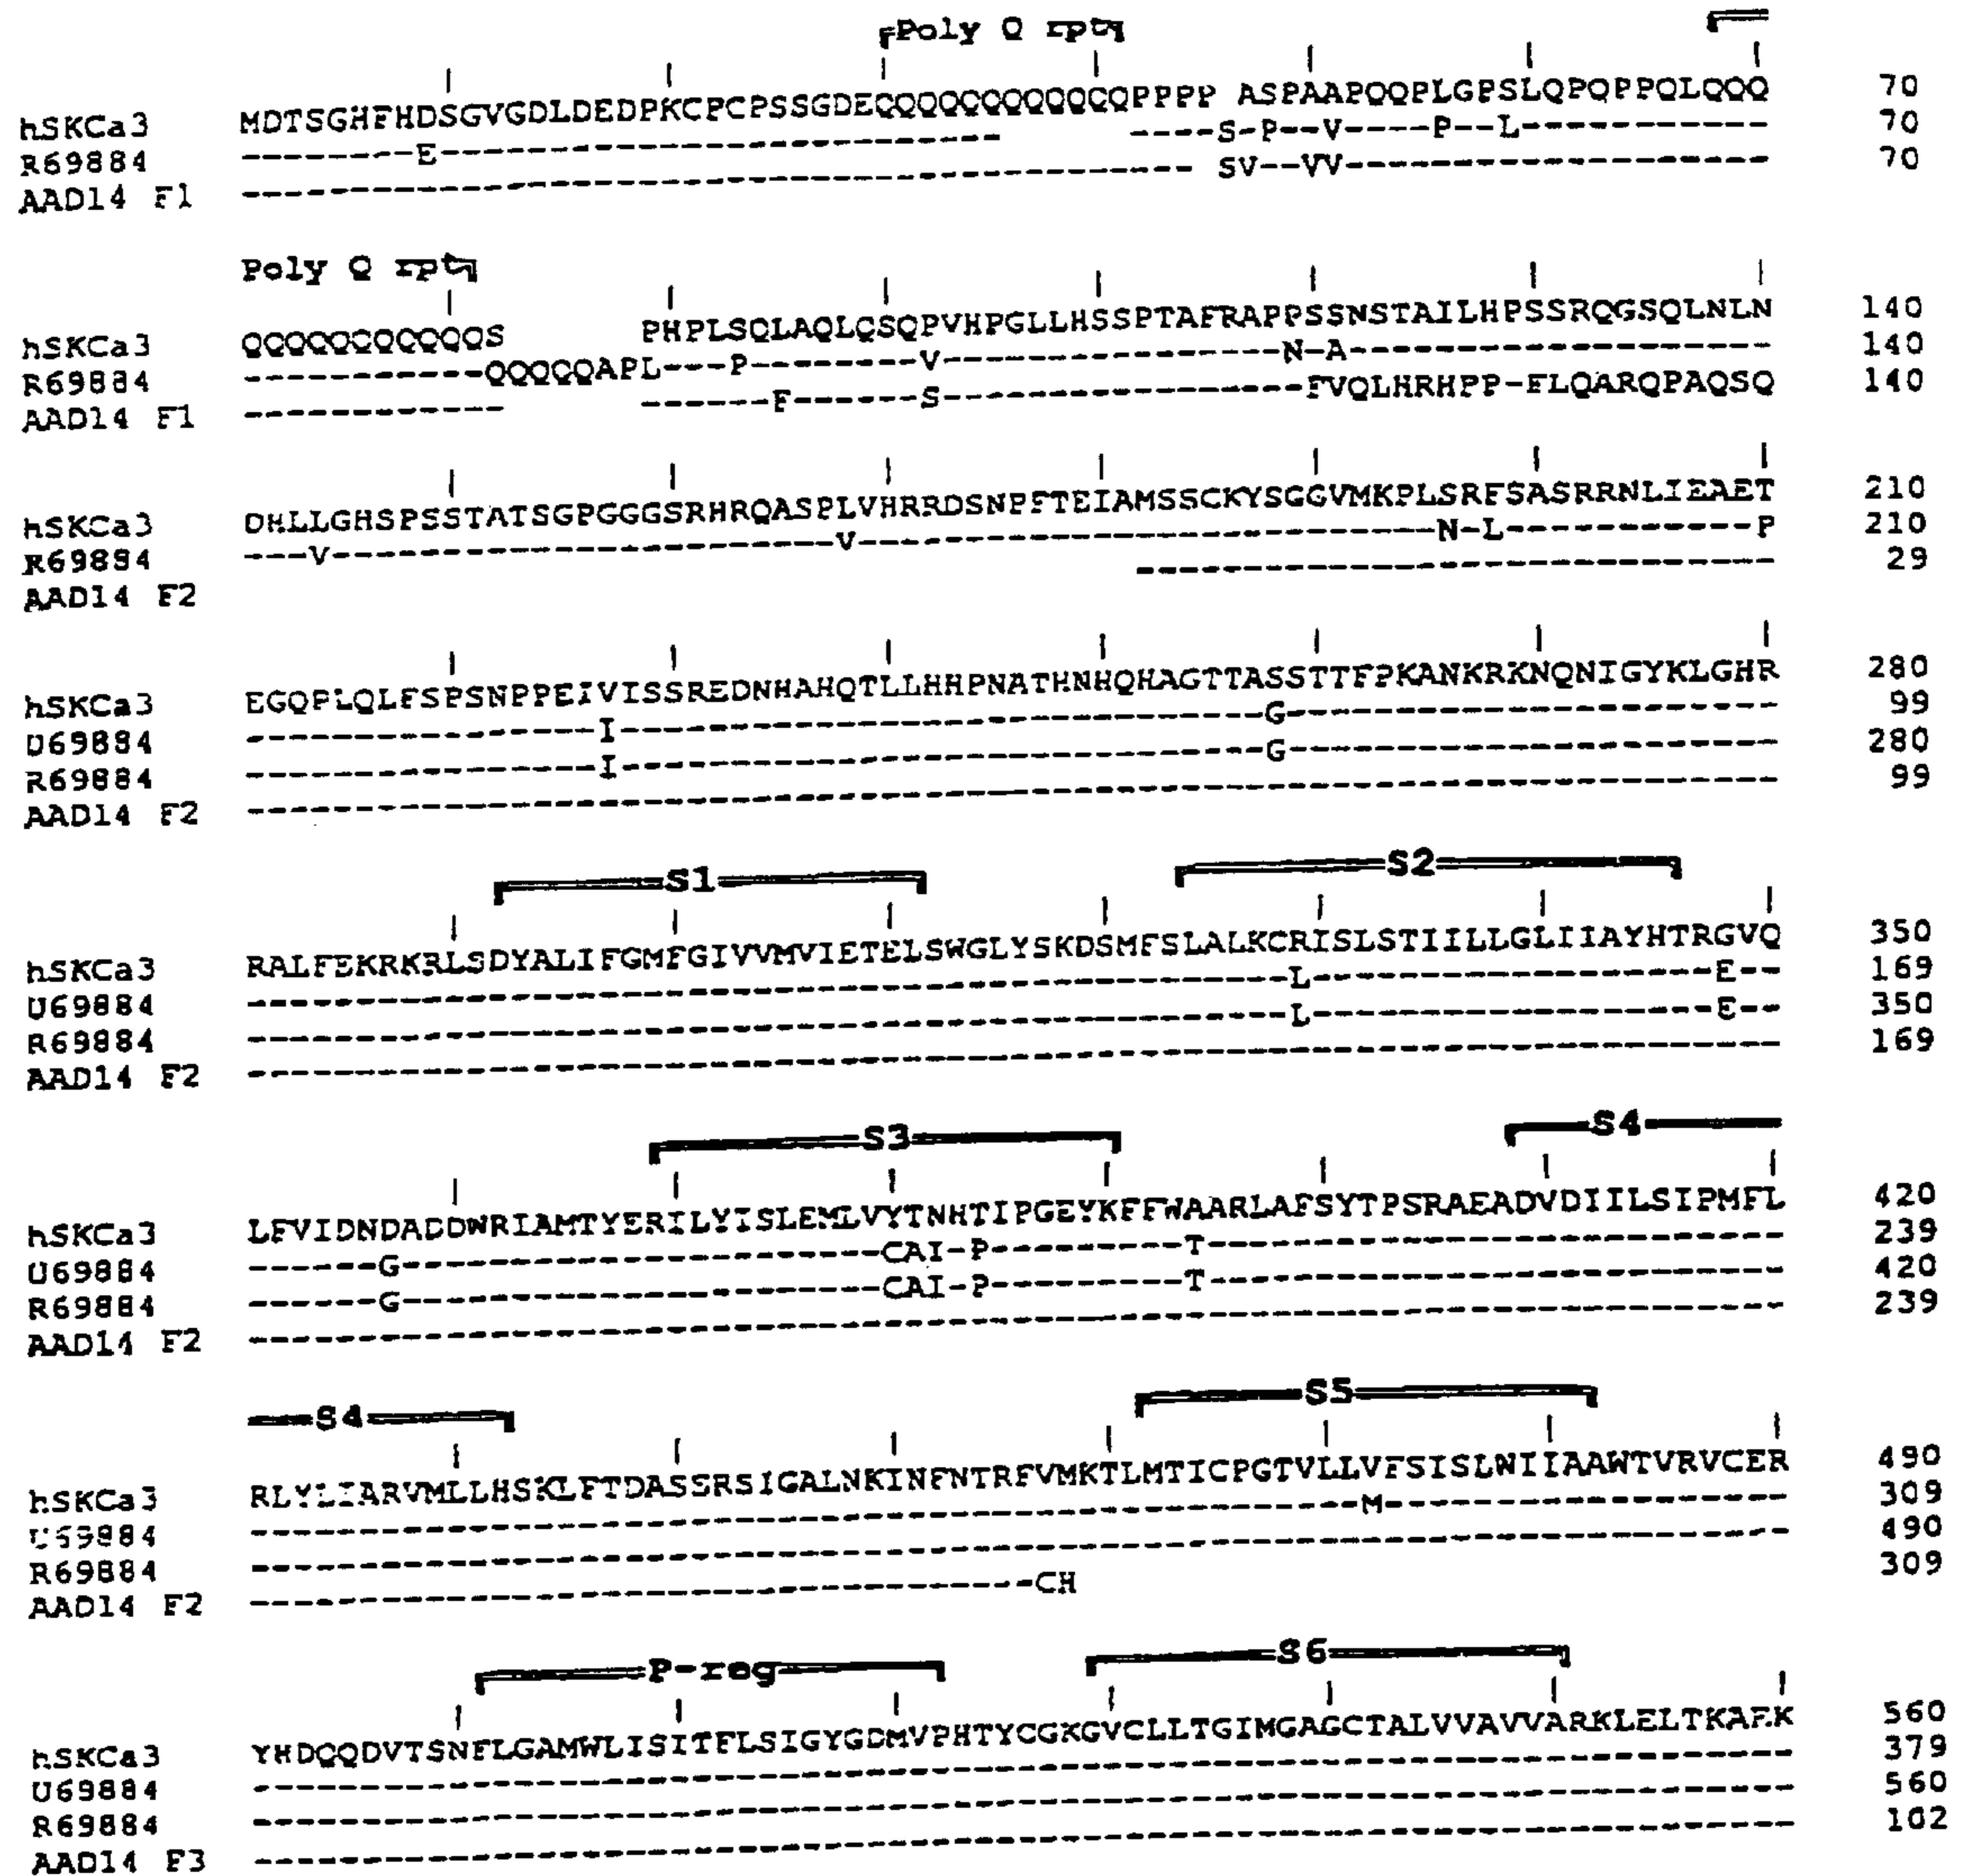 Poly Q rpt
hSKCa3 MDTSGHFHDSGVGDLDEDPKCPCPSSGDEQQQQQQQQQQQQPPPP ASPAAPQQPLGPSLQPQPPQLQQQ 70
R69884 --------E-------------------------- ----S-P--V----P--L------------ 70
AAD14 F1 -------------------------------------------- SV--VV-------------------- 70
Poly Q rpt
hSKCa3 QQQQQQQQQQQQS PHPLSQLAQLQSQPVHPGLLHSSPTAFRAPPSSNSTAILHPSSRQGSQLNLN 140
R69884 -----------QQQQQAPL---P--------V----------------N-A-------------------- 140
AAD14 F1 ------------ ------F------S-----------------FVQLHRHPP-FLQARQPAQSQ 140
hSKCa3 DHLLGHSPSSTATSGPGGGSRHRQASPLVHRRDSNPFTEIAMSSCKYSGGVMKPLSRFSASRRNLIEAET 210
R69884 ---V-----------------------V---------------------------N-L------------P 210
AAD14 F2 ----------------------------- 29
hSKCa3 EGQPLQLFSPSNPPEIVISSREDNHAHQTLLHHPNATHNHQHAGTTASSTTFPKANKRKNQNIGYKLGHR 280
U69884 ----------------I------------------------------G---------------------- 99
R69884 ----------------I------------------------------G---------------------- 280
AAD14 F2 ---------------------------------------------------------------------- 99
S1 S2
hSKCa3 RALFEKRKRLSDYALIFGMFGIVVMVIETELSWGLYSKDSMFSLALKCRISLSTIILLGLIIAYHTRGVQ 350
U69884 ------------------------------------------------L------------------E-- 169
R69884 ------------------------------------------------L------------------E-- 350
AAD14 F2 ---------------------------------------------------------------------- 169
S3 S4
hSKCa3 LFVIDNDADDWRIAMTYERILYISLEMLVYTNHTIPGEYKFFWAARLAFSYTPSRAEADVDIILSIPMFL 420
U69884 ------G----------------------CAI-P---------T-------------------------- 239
R69884 ------G----------------------CAI-P---------T-------------------------- 420
AAD14 F2 ---------------------------------------------------------------------- 239
S4 S5
hSKCa3 RLYLIARVMLLHSKLFTDASSRSIGALNKINFNTRFVMKTLMTICPGTVLLVFSISLWIIAAWTVRVCER 490
U69884 ---------------------------------------------------M------------------ 309
R69884 ---------------------------------------------------------------------- 490
AAD14 F2 ------------------------------------CH 309
P-reg S6
hSKCa3 YHDQQDVTSNFLGAMWLISITFLSIGYGDMVPHTYCGKGVCLLTGIMGAGCTALVVAVVARKLELTKAEK 560
U69884 ---------------------------------------------------------------------- 379
R69884 ---------------------------------------------------------------------- 560
AAD14 F3 ---------------------------------------------------------------------- 102